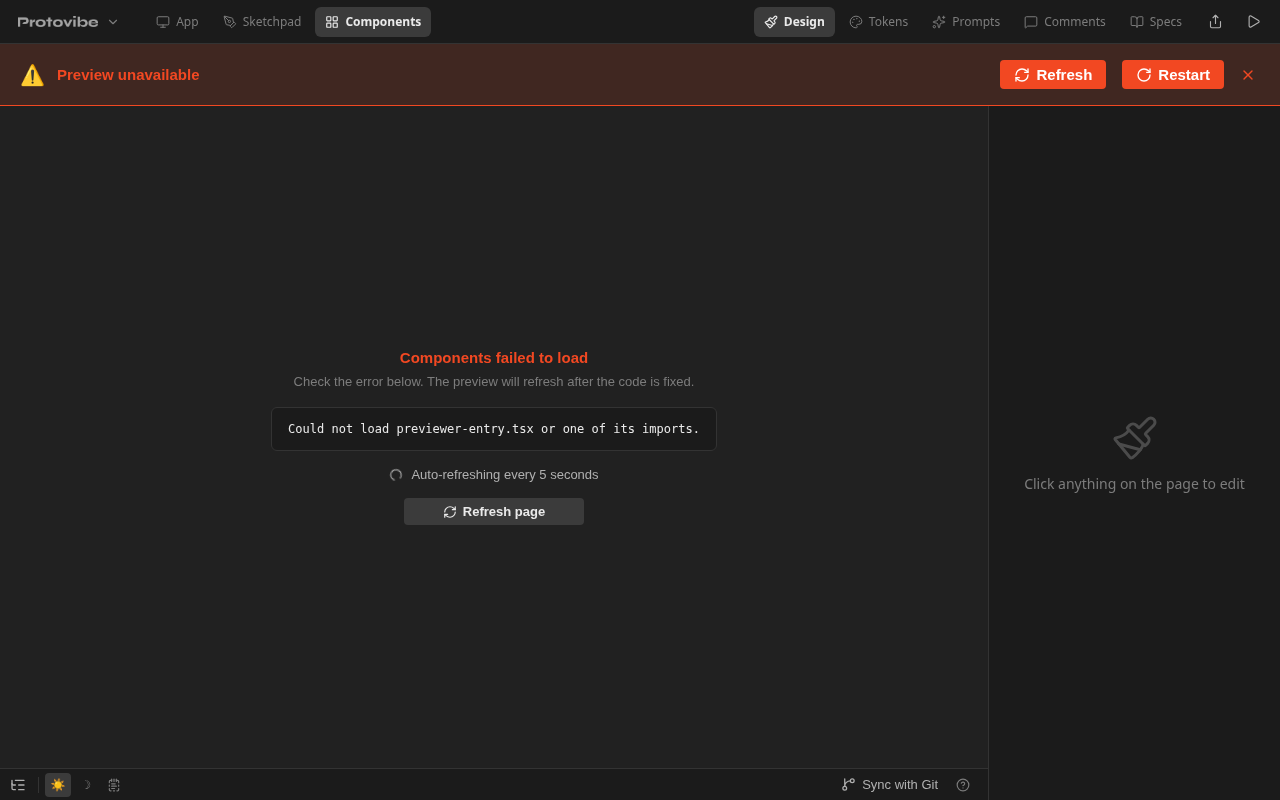 Protovibe
App
Sketchpad
Components
Design
Tokens
Prompts
Comments
Specs
Preview unavailable
Refresh
Restart
Components failed to load
Check the error below. The preview will refresh after the code is fixed.
Could not load previewer-entry.tsx or one of its imports.
Auto-refreshing every 5 seconds
Refresh page
Click anything on the page to edit
Sync with Git